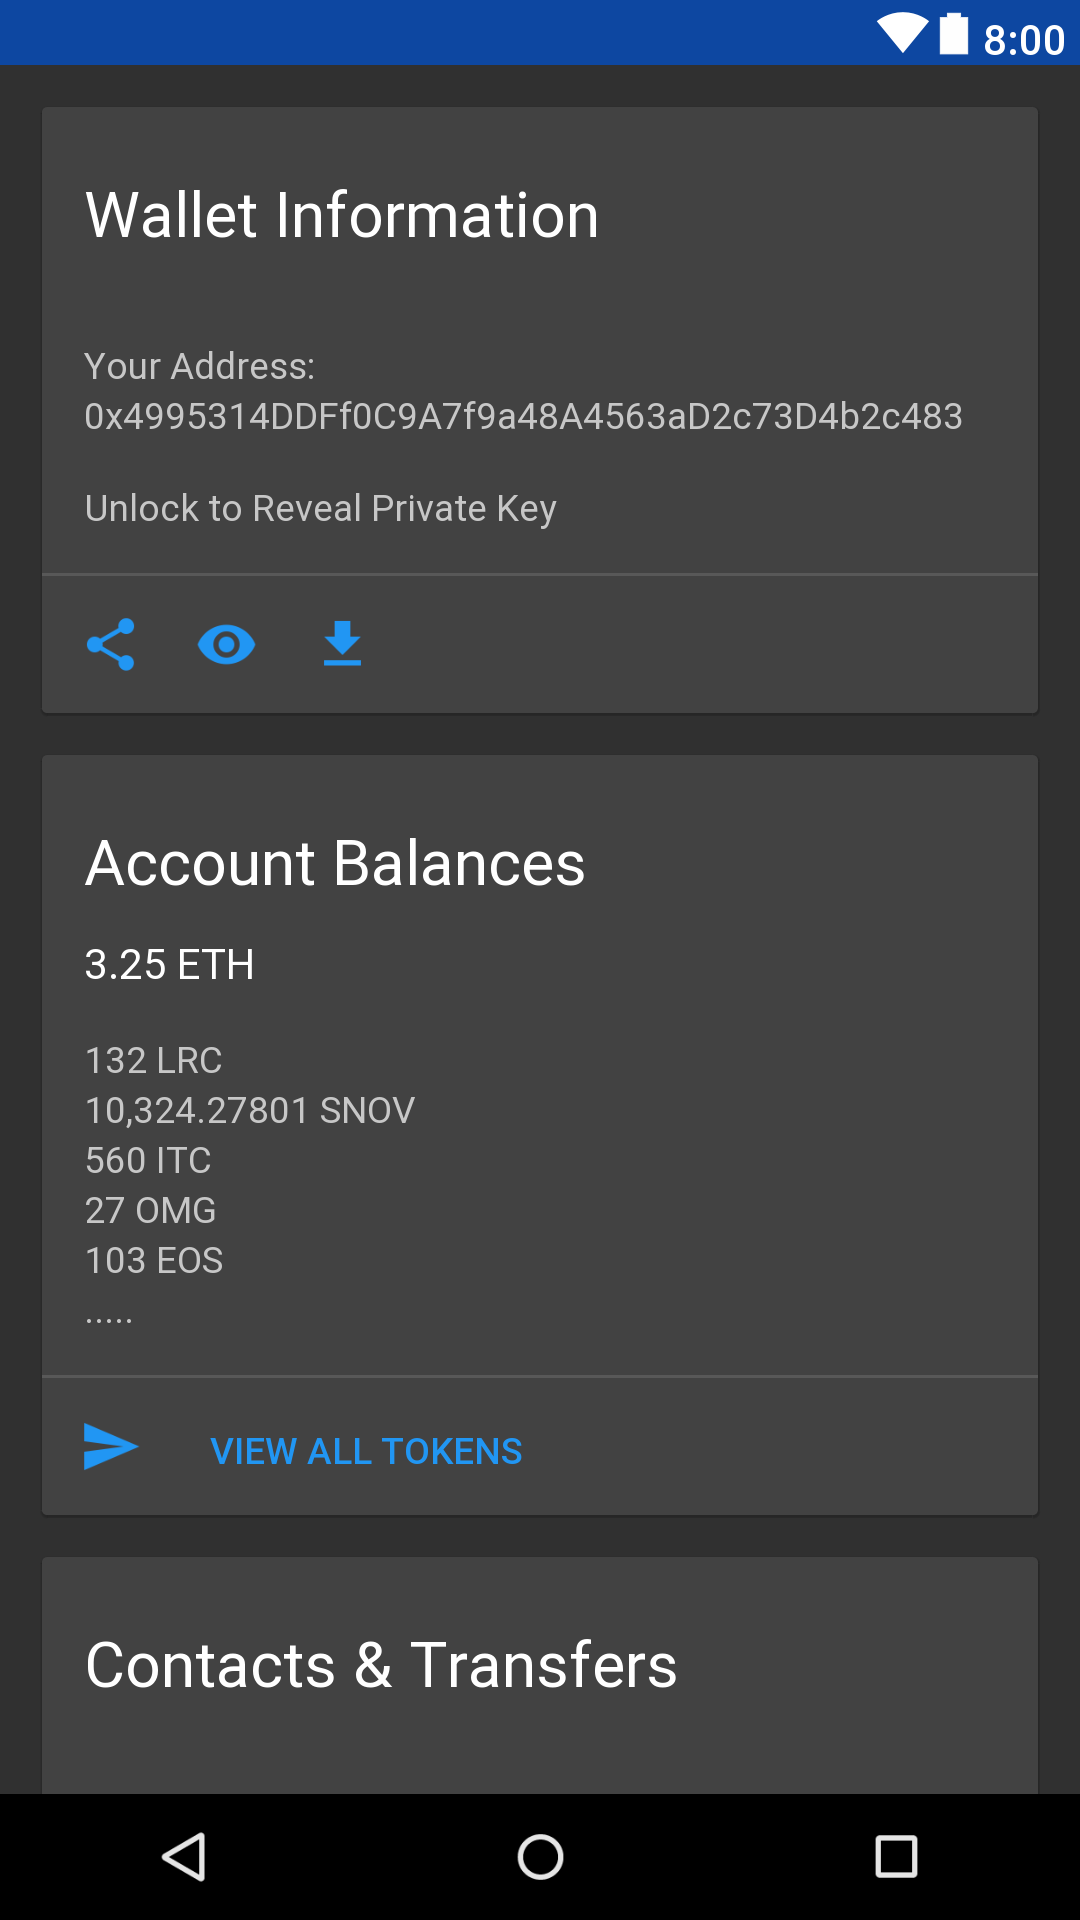 8:00
Wallet Information
Your Address:
0x4995314DDFf0C9A7f9a48A4563aD2c73D4b2c483
Unlock to Reveal Private Key
Account Balances
3.25 ETH
132 LRC
10,324.27801 SNOV
560 ITC
27 OMG
103 EOS
.....
VIEW ALL TOKENS
Contacts & Transfers